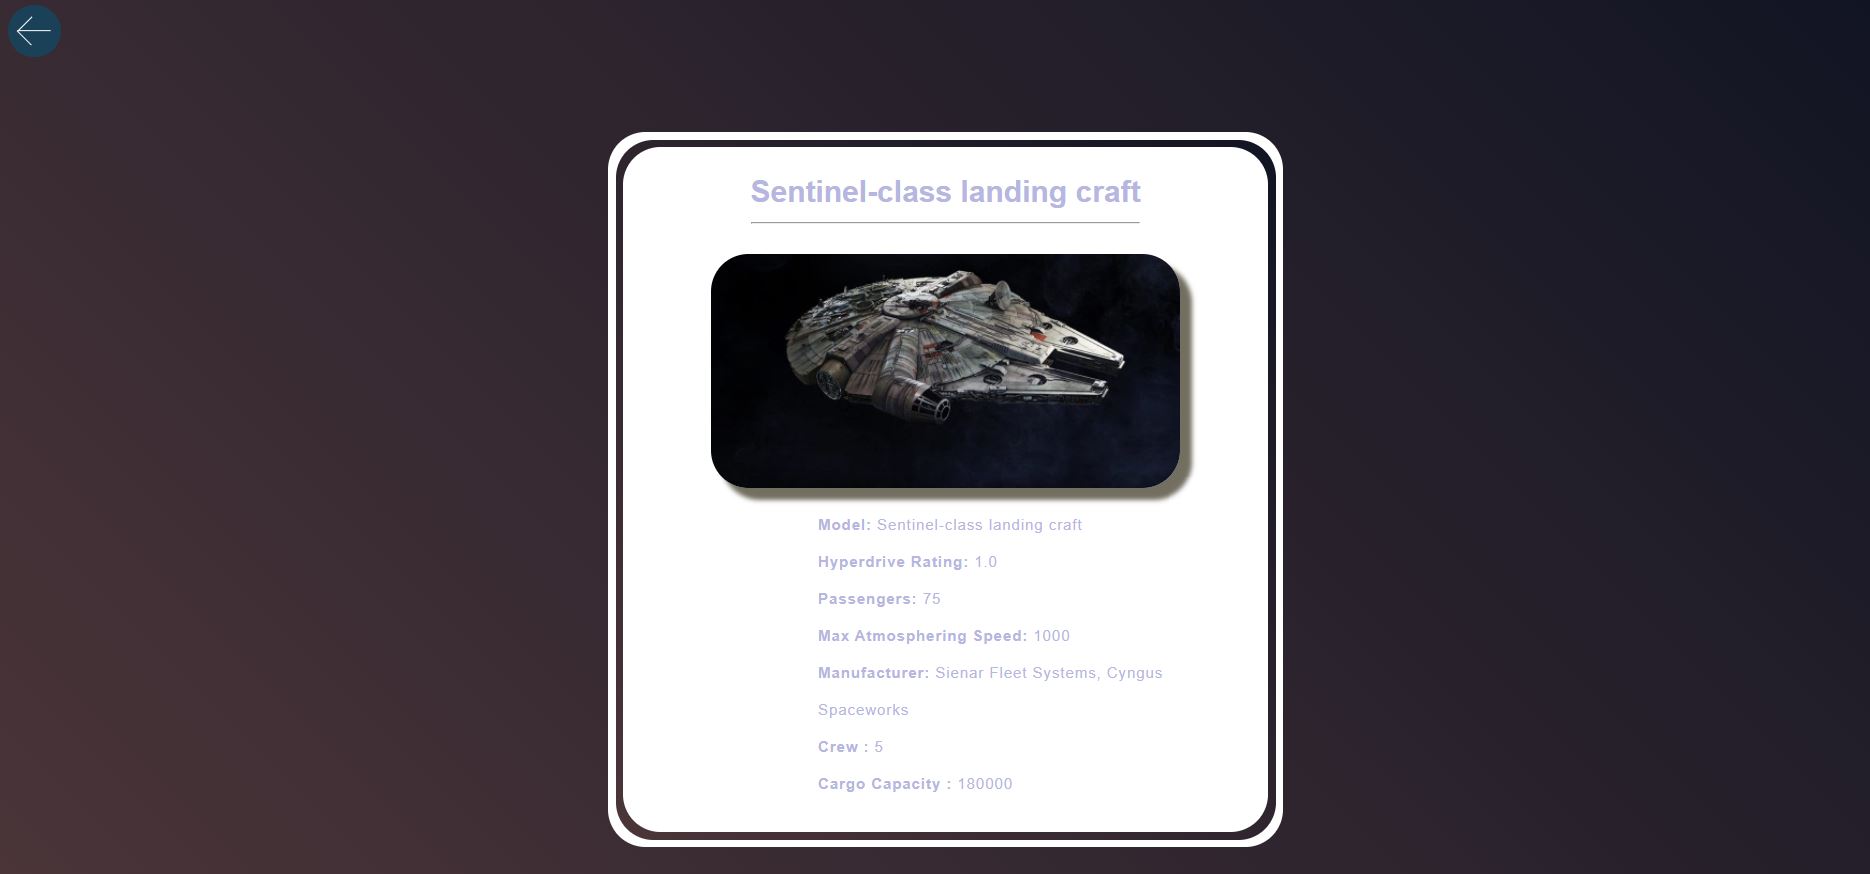 Sentinel-class landing craft
Model: Sentinel-class landing craft
Hyperdrive Rating: 1.0
Passengers: 75
Max Atmosphering Speed: 1000
Manufacturer: Sienar Fleet Systems, Cyngus
Spaceworks
Crew : 5
Cargo Capacity : 180000